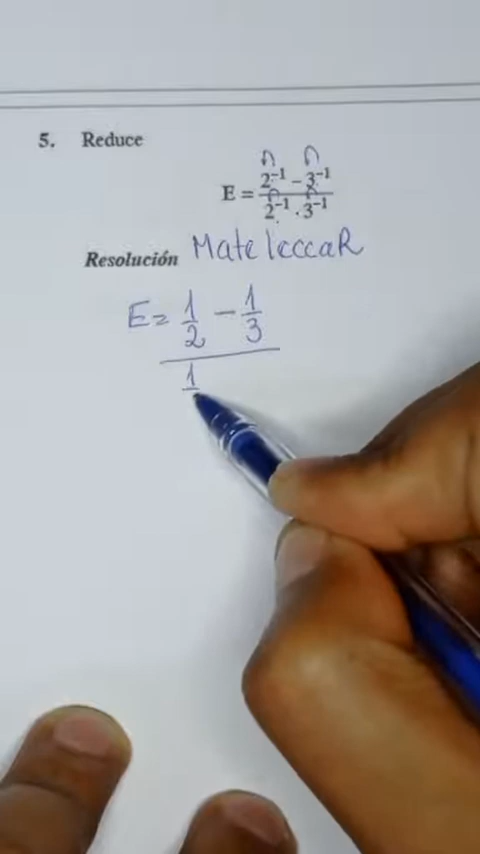 5. Reduce
E = 2⁻¹ - 3⁻¹ / 2⁻¹ . 3⁻¹
Resolución MateleccaR
E = 1/2 - 1/3
1